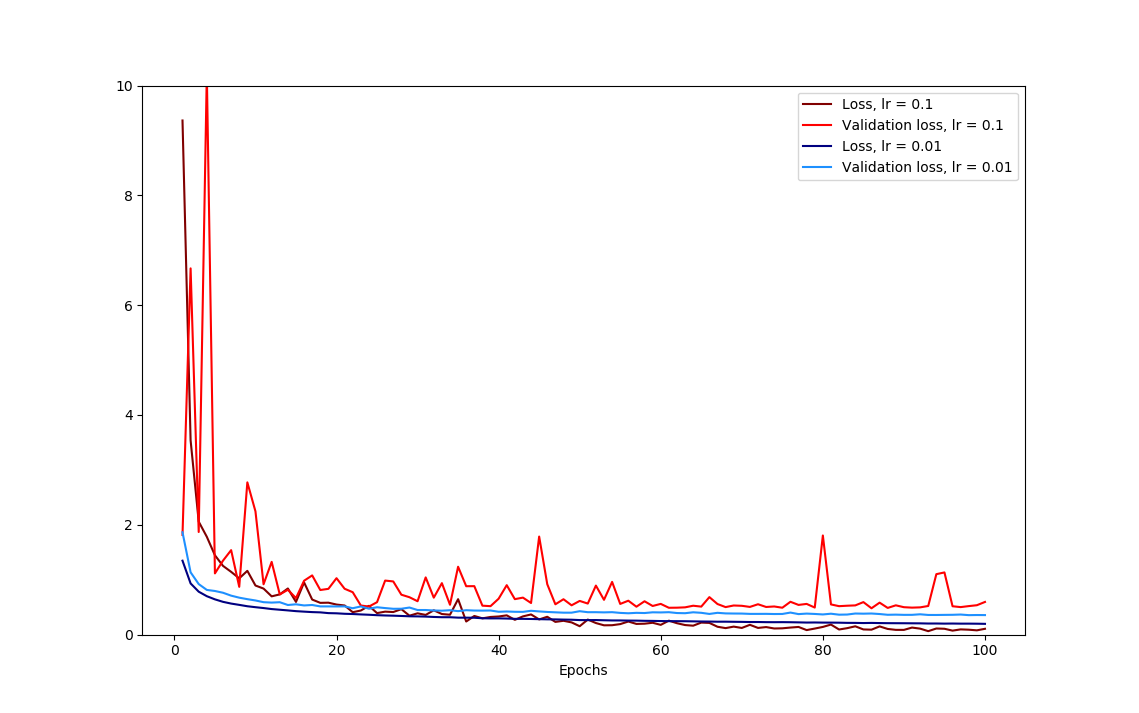 10
8
6
4
2
0
Loss, lr = 0.1
Validation loss, lr = 0.1
Loss, lr = 0.01
Validation loss, lr = 0.01
0 20 40 60 80 100
Epochs